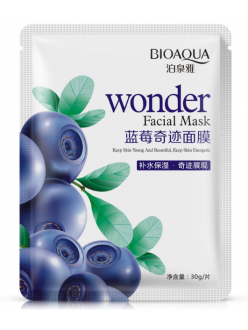 BIOAQUA
泊泉雅
wonder
Facial Mask
蓝莓奇迹面膜
Keep Skin Young And Beautiful, Keep Skin Energetic
补水保湿·奇迹展现
净含量:30g/片